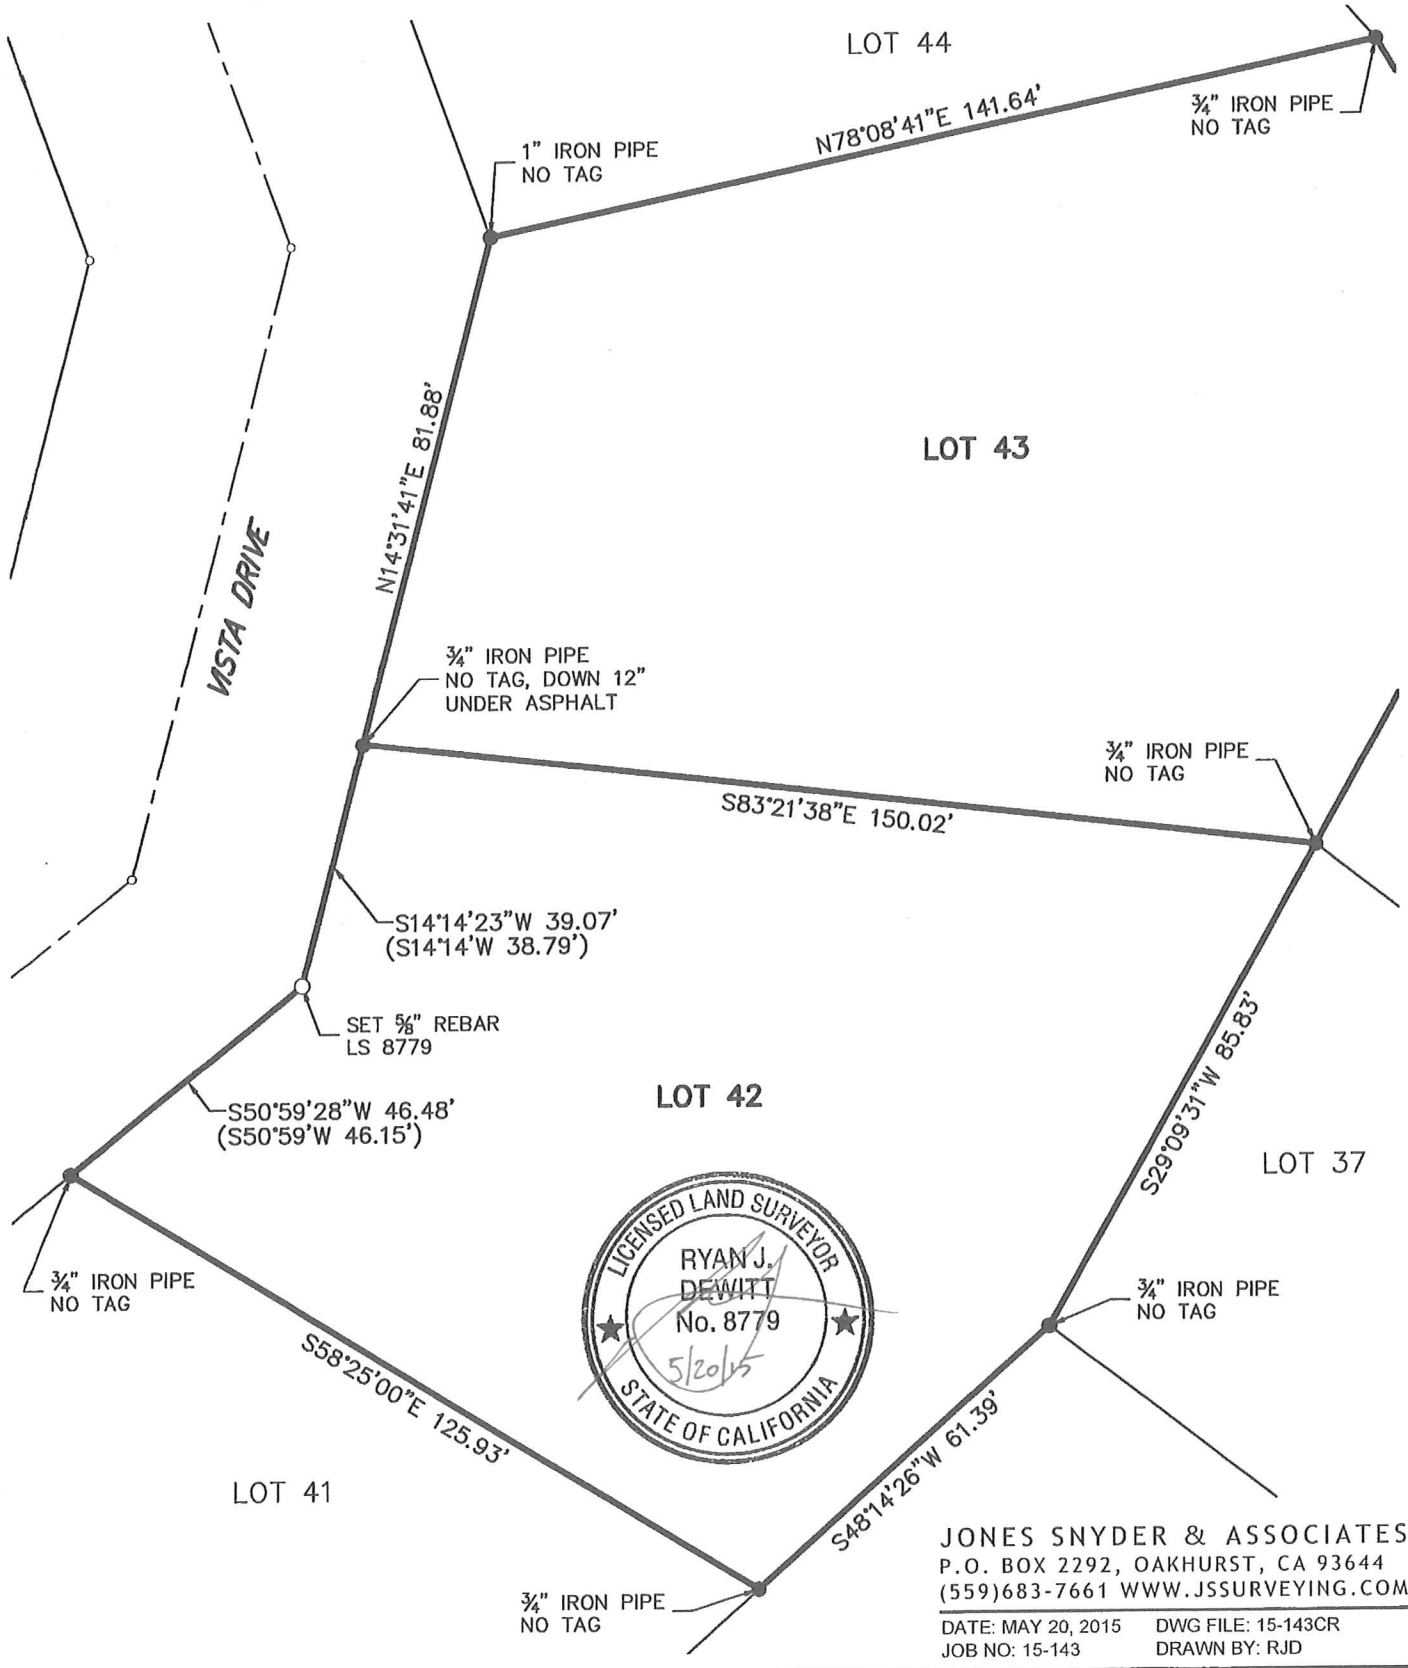 LOT 44
N78°08'41"E 141.64'
¾" IRON PIPE
NO TAG
1" IRON PIPE
NO TAG
N14°31'41"E 81.88'
LOT 43
VISTA DRIVE
¾" IRON PIPE
NO TAG, DOWN 12"
UNDER ASPHALT
¾" IRON PIPE
NO TAG
S83°21'38"E 150.02'
S14°14'23"W 39.07'
(S14°14'W 38.79')
SET ⅝" REBAR
LS 8779
S50°59'28"W 46.48'
(S50°59'W 46.15')
LOT 42
S29°09'31"W 85.83'
LOT 37
LICENSED LAND SURVEYOR
RYAN J.
DEWITT
No. 8779
5/20/15
STATE OF CALIFORNIA
¾" IRON PIPE
NO TAG
¾" IRON PIPE
NO TAG
S58°25'00"E 125.93'
S48°14'26"W 61.39'
LOT 41
¾" IRON PIPE
NO TAG
JONES SNYDER & ASSOCIATES
P.O. BOX 2292, OAKHURST, CA 93644
(559)683-7661 WWW.JSSURVEYING.COM
DATE: MAY 20, 2015 DWG FILE: 15-143CR
JOB NO: 15-143 DRAWN BY: RJD